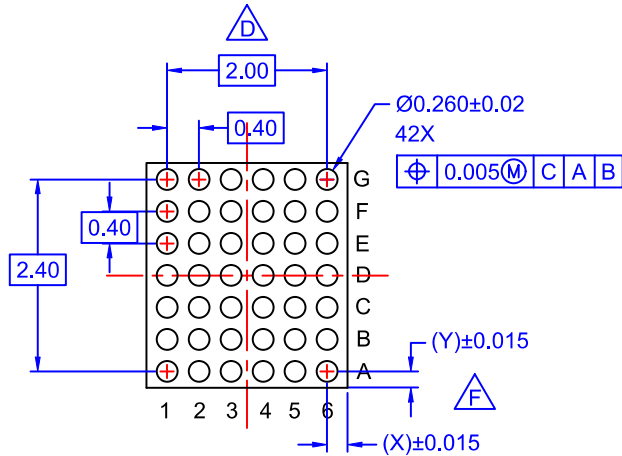 D
2.00
0.40
Ø0.260±0.02
42X
⌖ 0.005Ⓜ C A B
G
F
0.40
E
2.40
D
C
B
(Y)±0.015
A
F
1 2 3 4 5 6
(X)±0.015